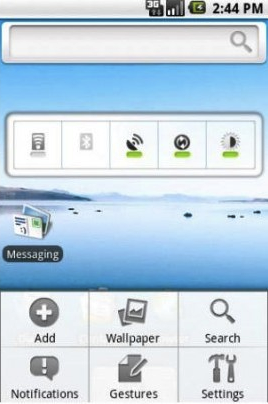 3G
2:44 PM
Messaging
Add
Wallpaper
Search
Notifications
Gestures
Settings